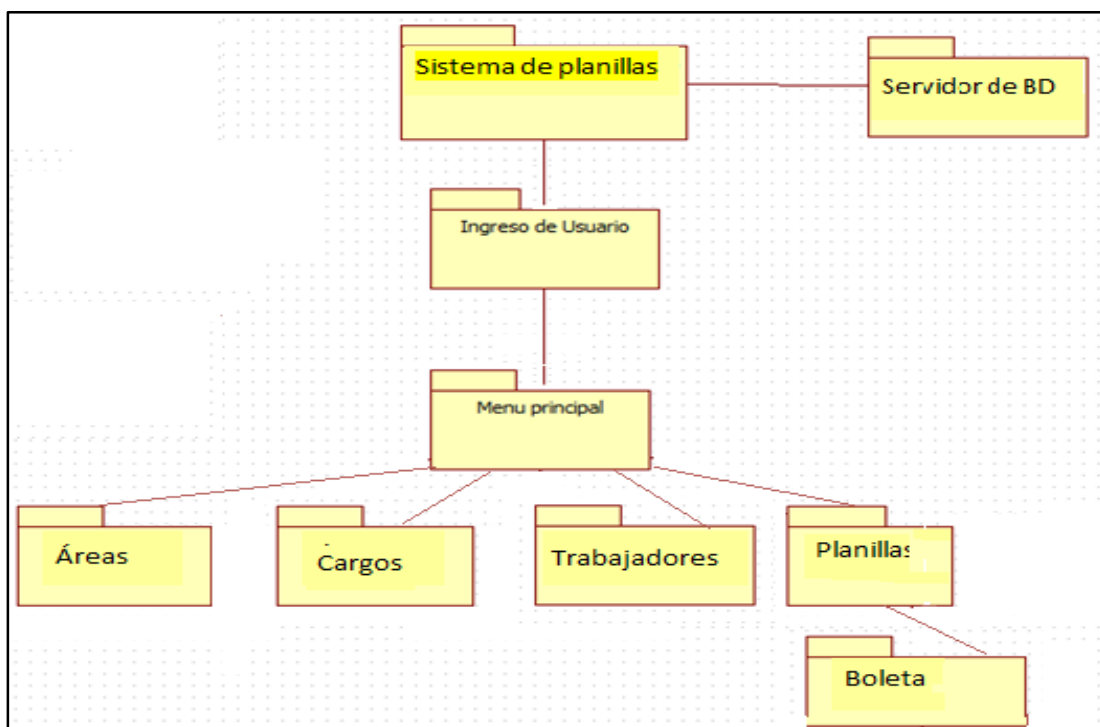 Sistema de planillas
Servidor de BD
Ingreso de Usuario
Menu principal
Áreas
Cargos
Trabajadores
Planillas
Boleta